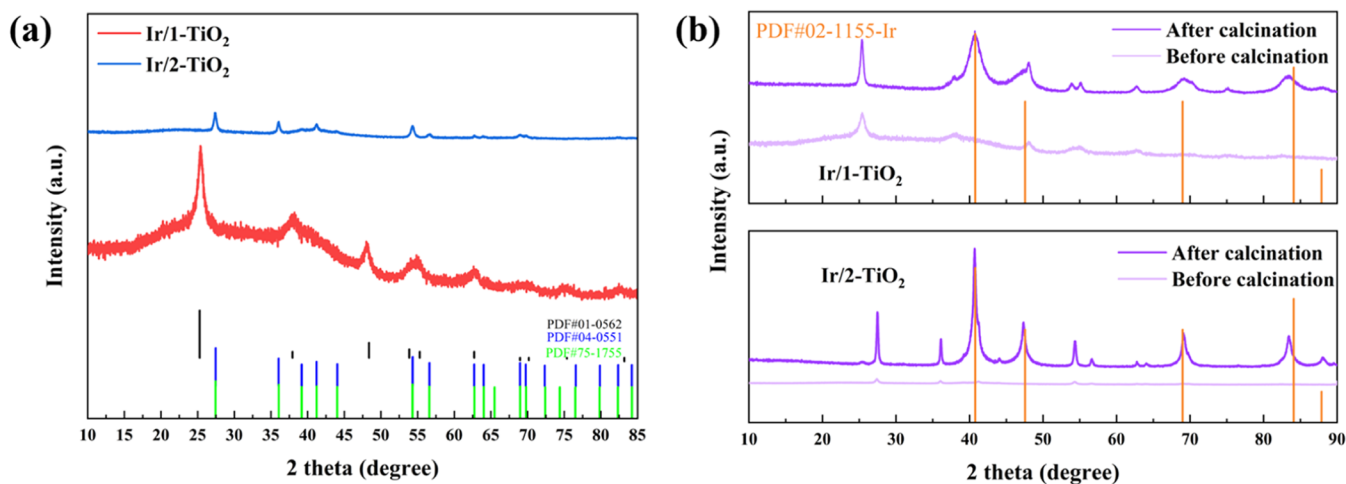 (a)
Ir/1-TiO₂
Ir/2-TiO₂
Intensity (a.u.)
PDF#01-0562
PDF#04-0551
PDF#75-1755
10 15 20 25 30 35 40 45 50 55 60 65 70 75 80 85
2 theta (degree)
(b)
PDF#02-1155-Ir
After calcination
Before calcination
Ir/1-TiO₂
Intensity (a.u.)
After calcination
Before calcination
Ir/2-TiO₂
10 20 30 40 50 60 70 80 90
2 theta (degree)